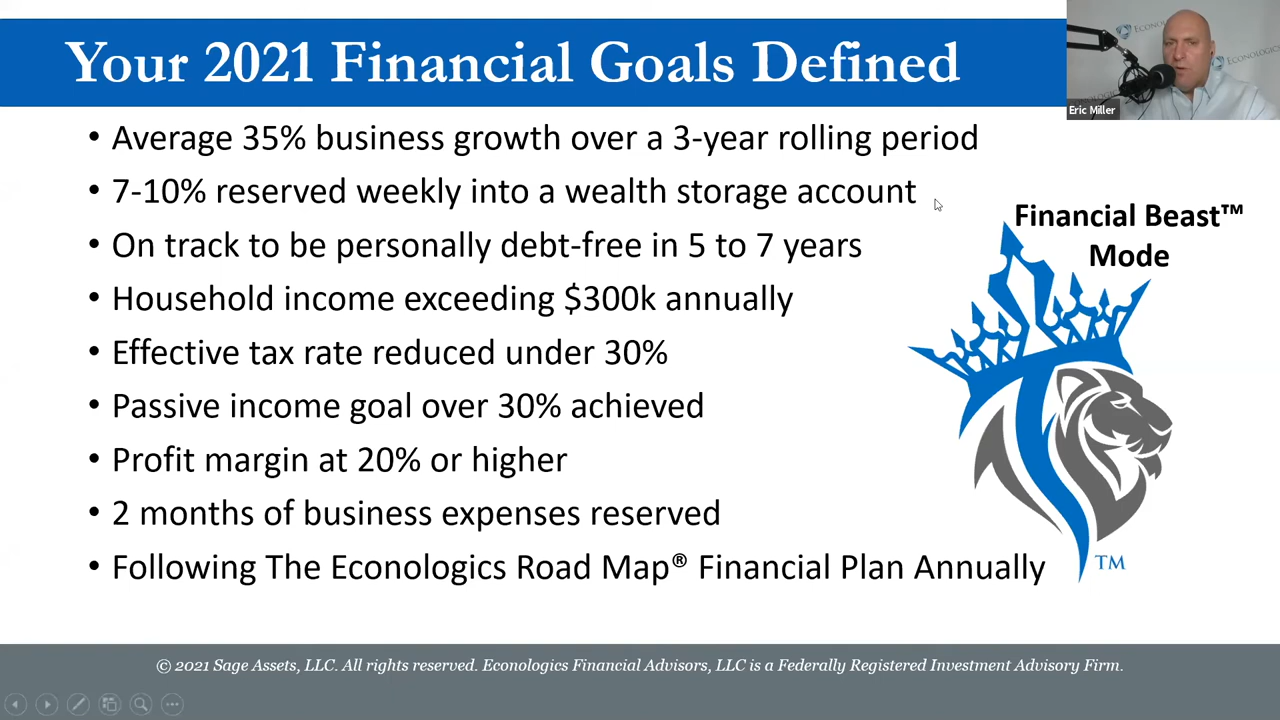 Your 2021 Financial Goals Defined
Eric Miller
• Average 35% business growth over a 3-year rolling period
• 7-10% reserved weekly into a wealth storage account
• On track to be personally debt-free in 5 to 7 years
• Household income exceeding $300k annually
• Effective tax rate reduced under 30%
• Passive income goal over 30% achieved
• Profit margin at 20% or higher
• 2 months of business expenses reserved
• Following The Econologics Road Map® Financial Plan Annually
Financial Beast™
Mode
TM
© 2021 Sage Assets, LLC. All rights reserved. Econologics Financial Advisors, LLC is a Federally Registered Investment Advisory Firm.